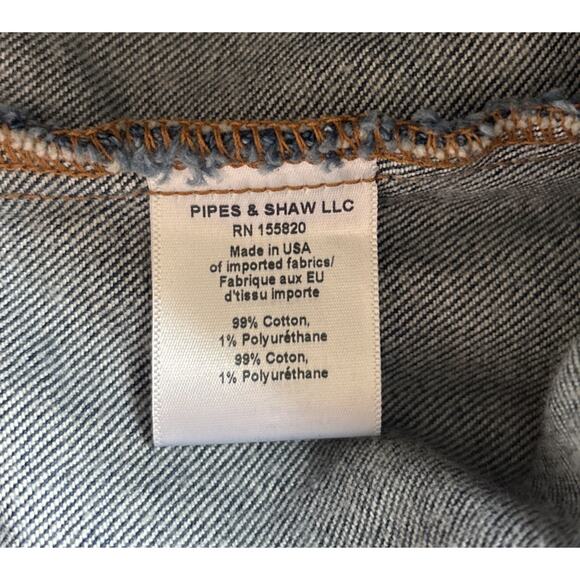 PIPES & SHAW LLC
RN 155820
Made in USA
of imported fabrics/
Fabrique aux EU
d'tissu importe
99% Cotton,
1% Polyuréthane
99% Coton,
1% Polyuréthane